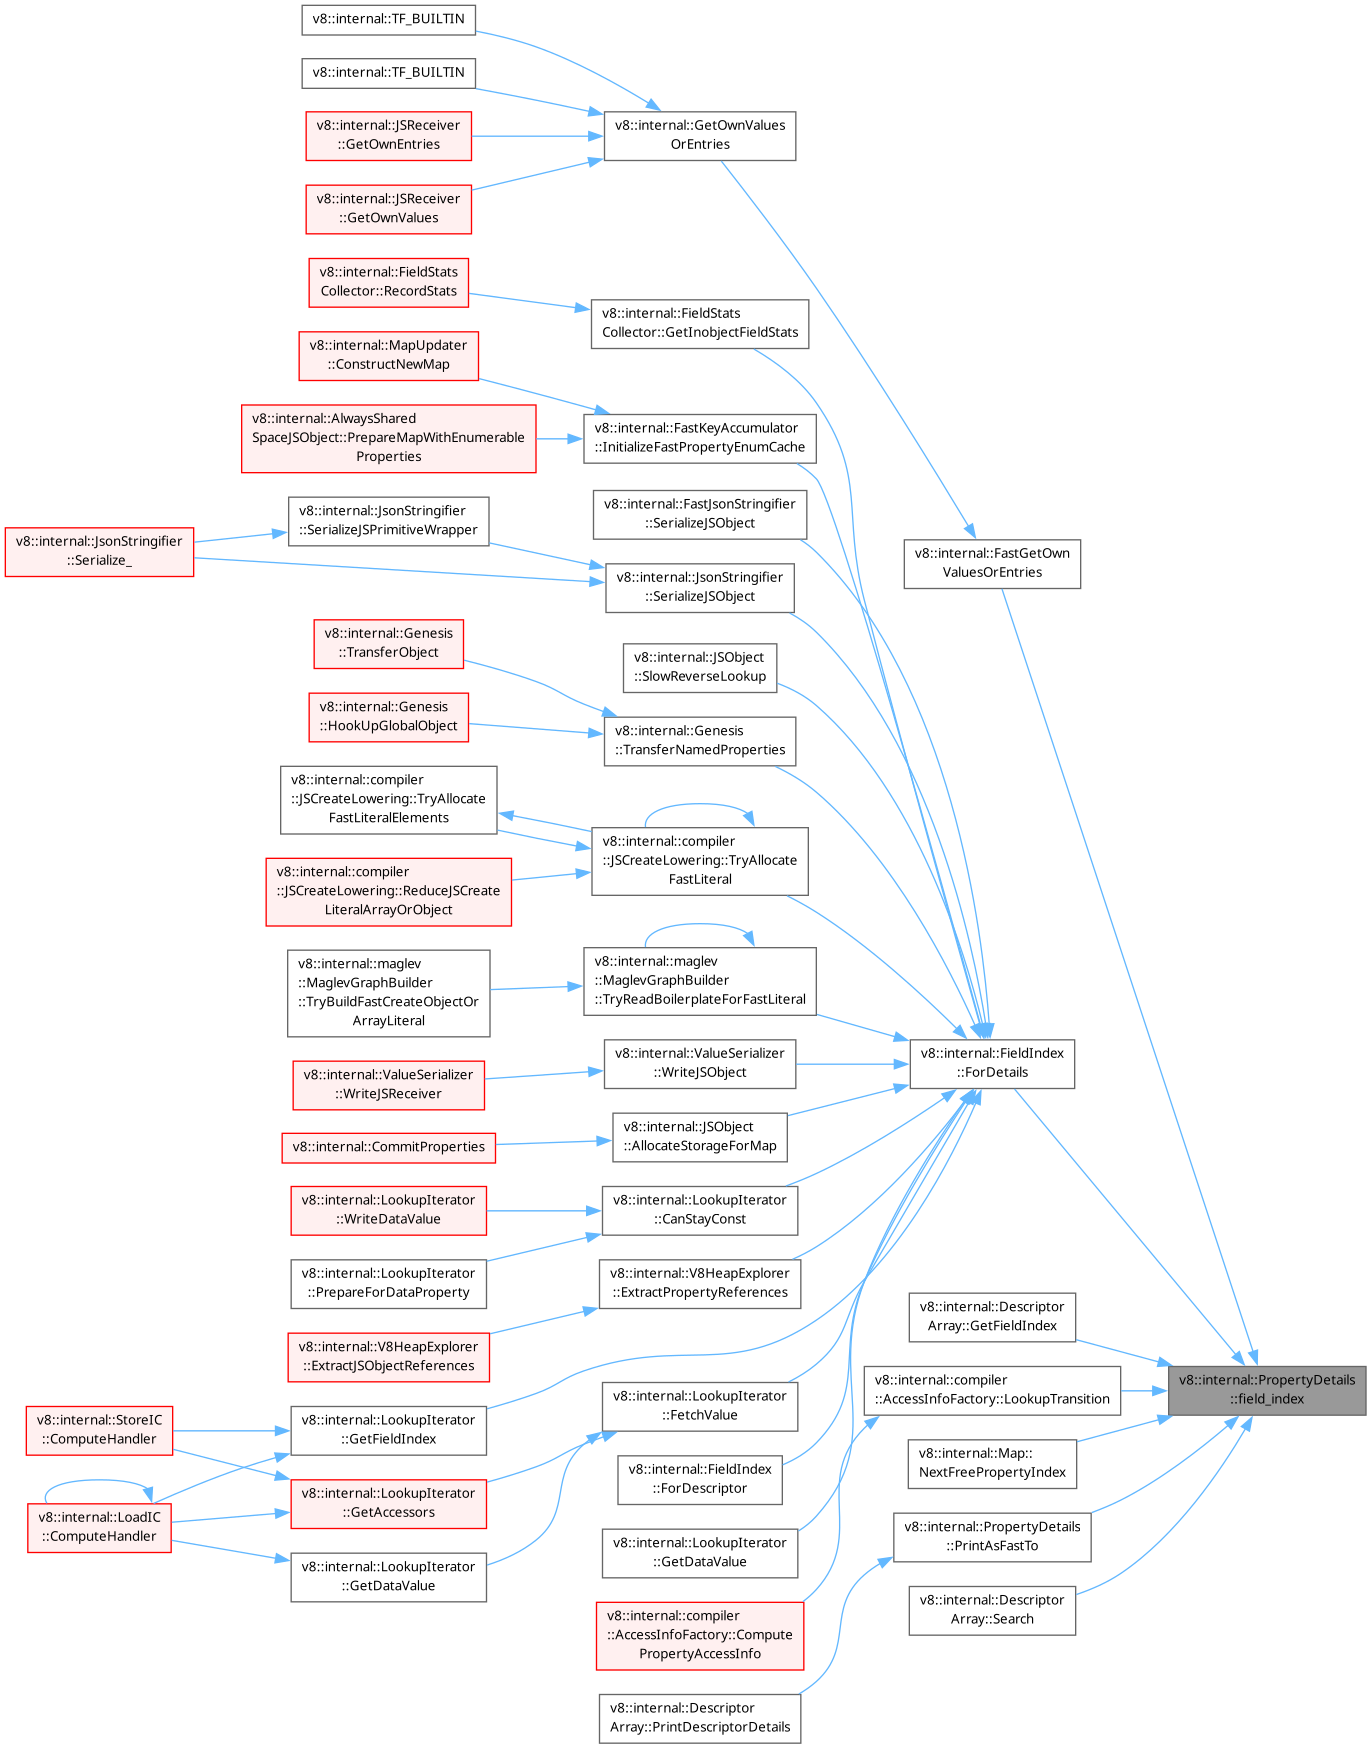 v8::internal::TF_BUILTIN
v8::internal::TF_BUILTIN
v8::internal::JSReceiver
::GetOwnEntries
v8::internal::JSReceiver
::GetOwnValues
v8::internal::GetOwnValues
OrEntries
v8::internal::FieldStats
Collector::RecordStats
v8::internal::FieldStats
Collector::GetInobjectFieldStats
v8::internal::MapUpdater
::ConstructNewMap
v8::internal::AlwaysShared
SpaceJSObject::PrepareMapWithEnumerable
Properties
v8::internal::FastKeyAccumulator
::InitializeFastPropertyEnumCache
v8::internal::FastJsonStringifier
::SerializeJSObject
v8::internal::JsonStringifier
::SerializeJSPrimitiveWrapper
v8::internal::JsonStringifier
::Serialize_
v8::internal::JsonStringifier
::SerializeJSObject
v8::internal::FastGetOwn
ValuesOrEntries
v8::internal::Genesis
::TransferObject
v8::internal::JSObject
::SlowReverseLookup
v8::internal::Genesis
::HookUpGlobalObject
v8::internal::Genesis
::TransferNamedProperties
v8::internal::compiler
::JSCreateLowering::TryAllocate
FastLiteralElements
v8::internal::compiler
::JSCreateLowering::TryAllocate
FastLiteral
v8::internal::compiler
::JSCreateLowering::ReduceJSCreate
LiteralArrayOrObject
v8::internal::maglev
::MaglevGraphBuilder
::TryBuildFastCreateObjectOr
ArrayLiteral
v8::internal::maglev
::MaglevGraphBuilder
::TryReadBoilerplateForFastLiteral
v8::internal::ValueSerializer
::WriteJSReceiver
v8::internal::ValueSerializer
::WriteJSObject
v8::internal::FieldIndex
::ForDetails
v8::internal::CommitProperties
v8::internal::JSObject
::AllocateStorageForMap
v8::internal::LookupIterator
::WriteDataValue
v8::internal::LookupIterator
::CanStayConst
v8::internal::LookupIterator
::PrepareForDataProperty
v8::internal::V8HeapExplorer
::ExtractPropertyReferences
v8::internal::V8HeapExplorer
::ExtractJSObjectReferences
v8::internal::Descriptor
Array::GetFieldIndex
v8::internal::compiler
::AccessInfoFactory::LookupTransition
v8::internal::PropertyDetails
::field_index
v8::internal::StoreIC
::ComputeHandler
v8::internal::LookupIterator
::GetFieldIndex
v8::internal::LookupIterator
::FetchValue
v8::internal::Map::
NextFreePropertyIndex
v8::internal::FieldIndex
::ForDescriptor
v8::internal::LoadIC
::ComputeHandler
v8::internal::LookupIterator
::GetAccessors
v8::internal::PropertyDetails
::PrintAsFastTo
v8::internal::LookupIterator
::GetDataValue
v8::internal::LookupIterator
::GetDataValue
v8::internal::Descriptor
Array::Search
v8::internal::compiler
::AccessInfoFactory::Compute
PropertyAccessInfo
v8::internal::Descriptor
Array::PrintDescriptorDetails